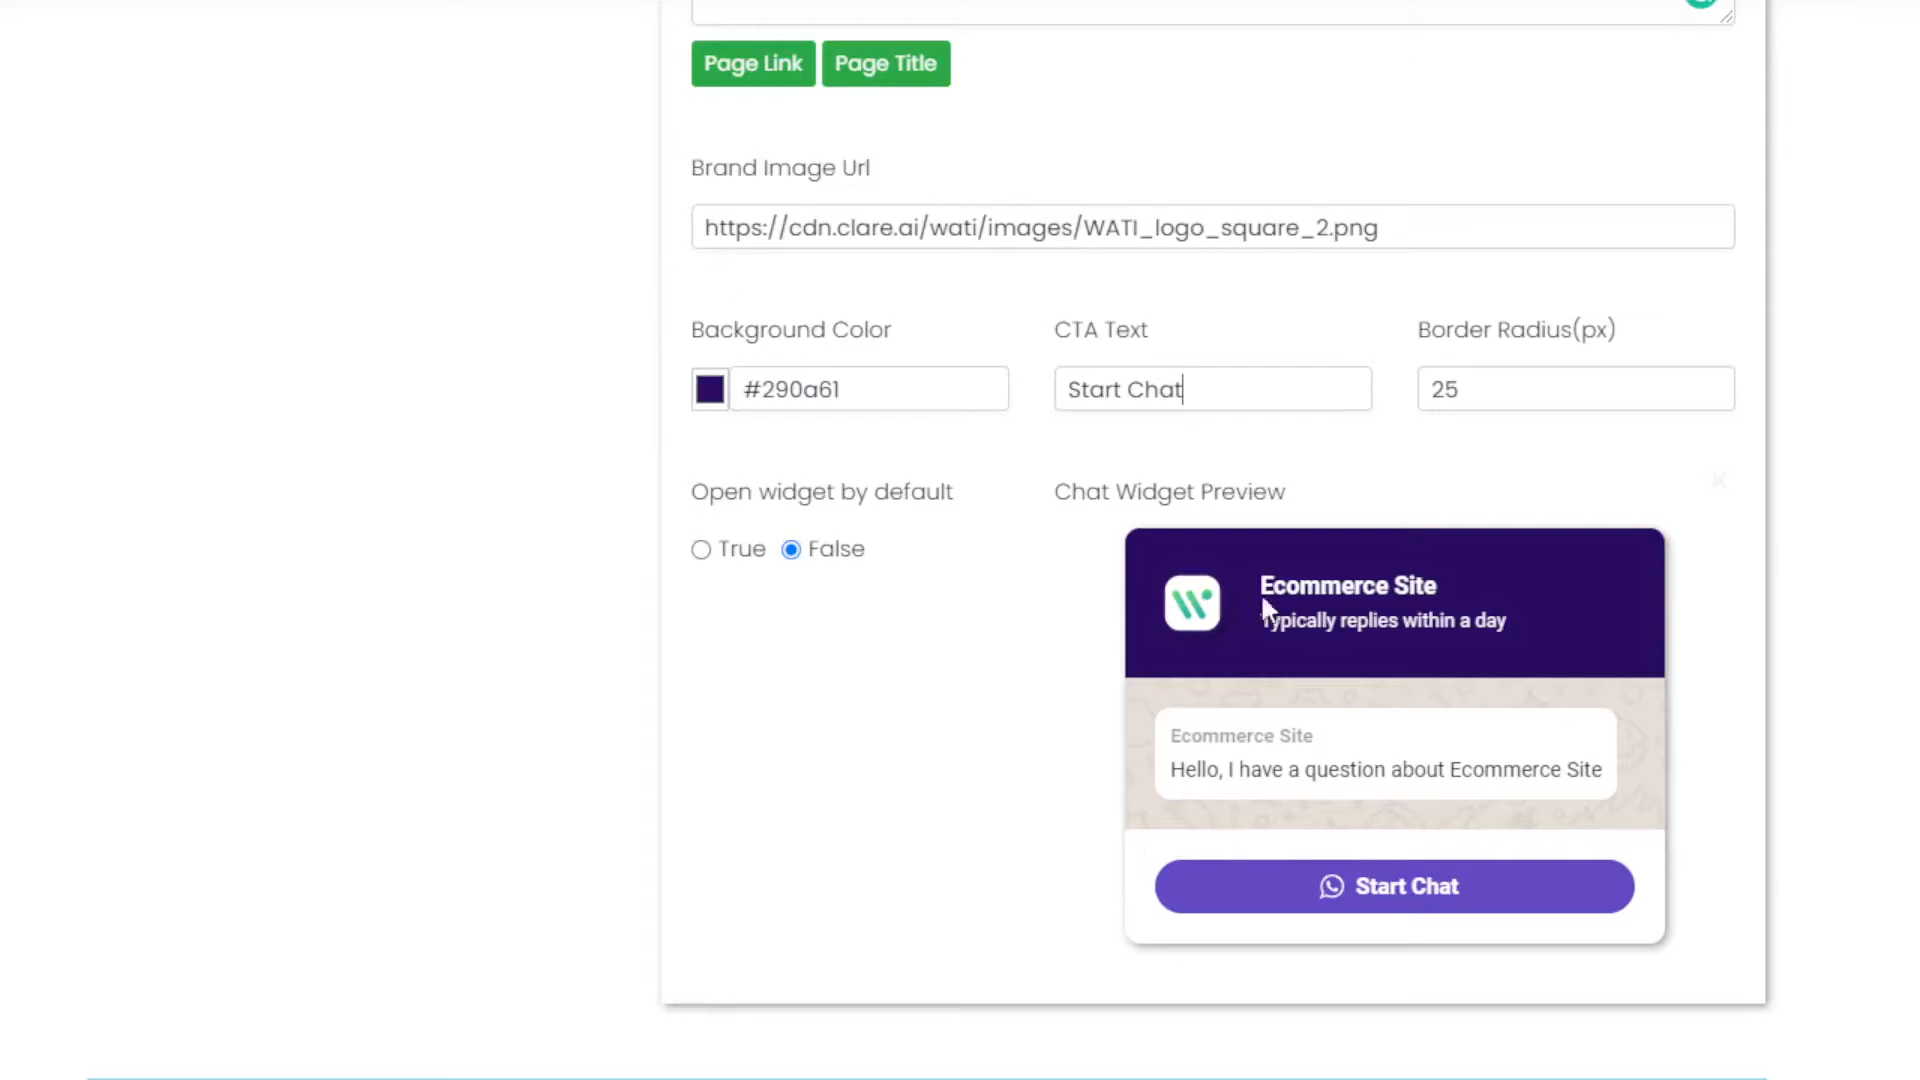 Page Link Page Title
Brand Image Url
https://cdn.clare.ai/wati/images/WATI_logo_square_2.png
Background Color CTA Text Border Radius(px)
#290a61 Start Chat 25
Open widget by default Chat Widget Preview
True False
Ecommerce Site
Typically replies within a day
Ecommerce Site
Hello, I have a question about Ecommerce Site
Start Chat